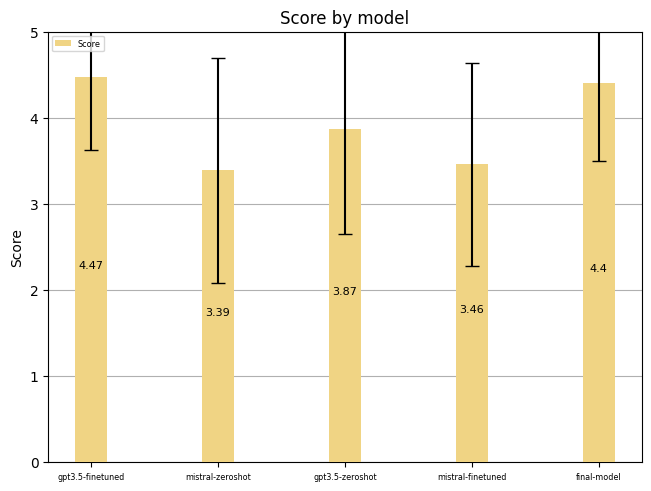 Score by model
Score
5
4
3
2
1
0
Score
4.47
3.39
3.87
3.46
4.4
gpt3.5-finetuned
mistral-zeroshot
gpt3.5-zeroshot
mistral-finetuned
final-model